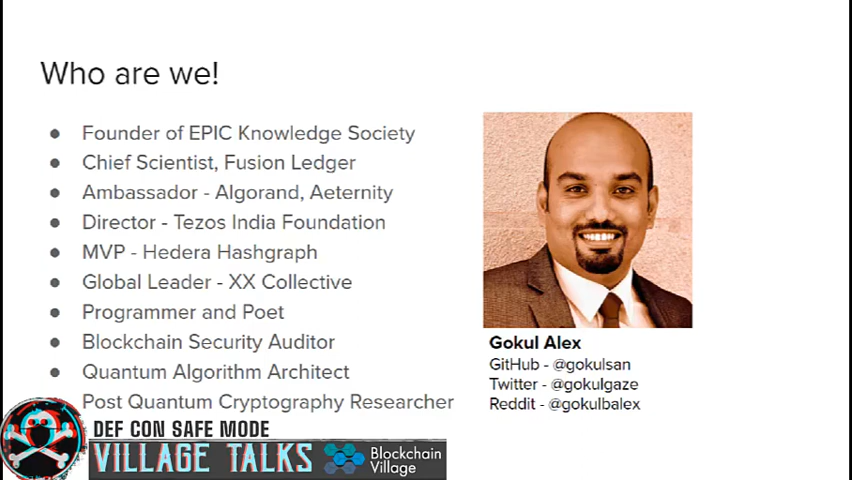 Who are we!
● Founder of EPIC Knowledge Society
● Chief Scientist, Fusion Ledger
● Ambassador - Algorand, Aeternity
● Director - Tezos India Foundation
● MVP - Hedera Hashgraph
● Global Leader - XX Collective
● Programmer and Poet
● Blockchain Security Auditor
● Quantum Algorithm Architect
Post Quantum Cryptography Researcher
Gokul Alex
GitHub - @gokulsan
Twitter - @gokulgaze
Reddit - @gokulbalex
DEF CON SAFE MODE
VILLAGE TALKS
Blockchain
Village